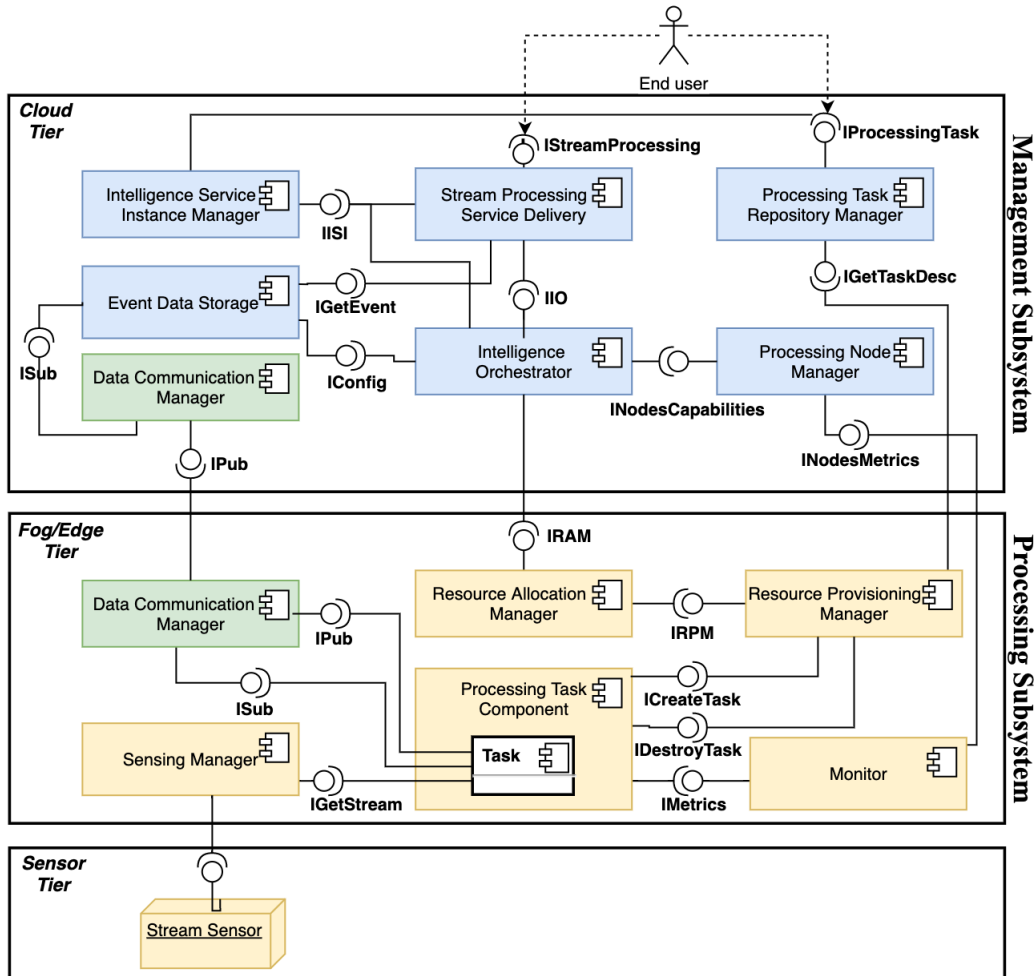 End user
Cloud
Tier
IStreamProcessing
IProcessingTask
Intelligence Service
Instance Manager
IISI
Stream Processing
Service Delivery
Processing Task
Repository Manager
IGetTaskDesc
Event Data Storage
IGetEvent
IIO
ISub
Data Communication
Manager
IConfig
Intelligence
Orchestrator
INodesCapabilities
Processing Node
Manager
INodesMetrics
IPub
Management Subsystem
Fog/Edge
Tier
IRAM
Data Communication
Manager
IPub
Resource Allocation
Manager
IRPM
Resource Provisioning
Manager
ISub
Processing Task
Component
ICreateTask
IDestroyTask
Sensing Manager
IGetStream
Task
IMetrics
Monitor
Processing Subsystem
Sensor
Tier
Stream Sensor